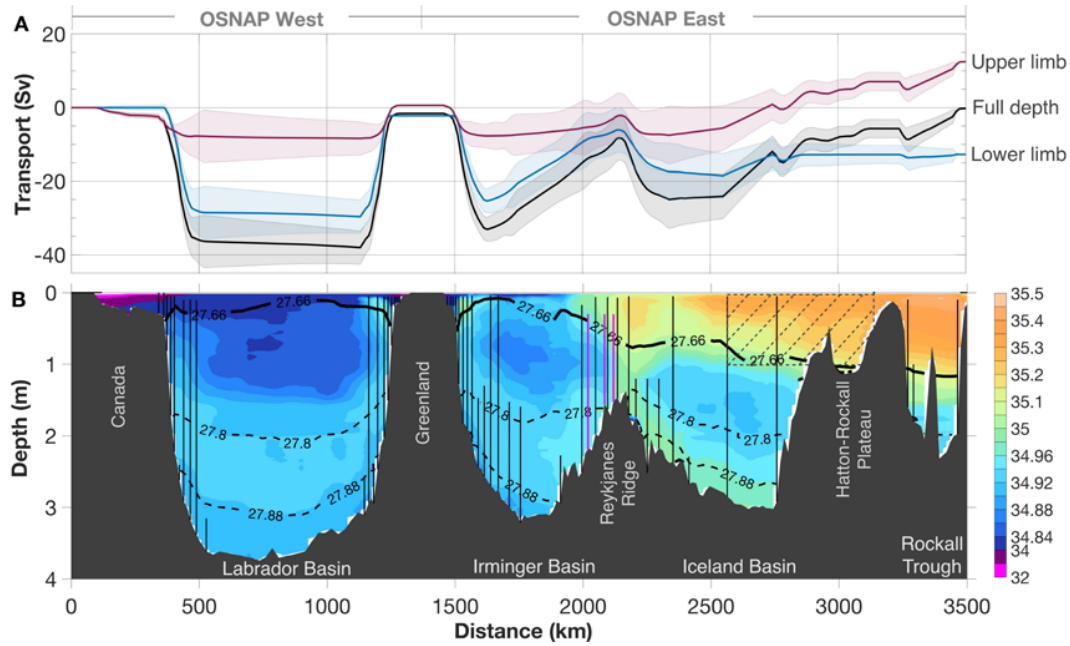 OSNAP West
OSNAP East
A
20
0
-20
-40
Transport (Sv)
Upper limb
Full depth
Lower limb
B
0
1
2
3
4
Depth (m)
27.66
27.66
27.66
27.66
27.66
27.66
27.8
27.8
27.8
27.8
27.88
27.88
27.88
27.88
Canada
Greenland
Reykjanes
Ridge
Hatton-Rockall
Plateau
Labrador Basin
Irminger Basin
Iceland Basin
Rockall
Trough
0
500
1000
1500
2000
2500
3000
3500
Distance (km)
35.5
35.4
35.3
35.2
35.1
35
34.96
34.92
34.88
34.84
34
32